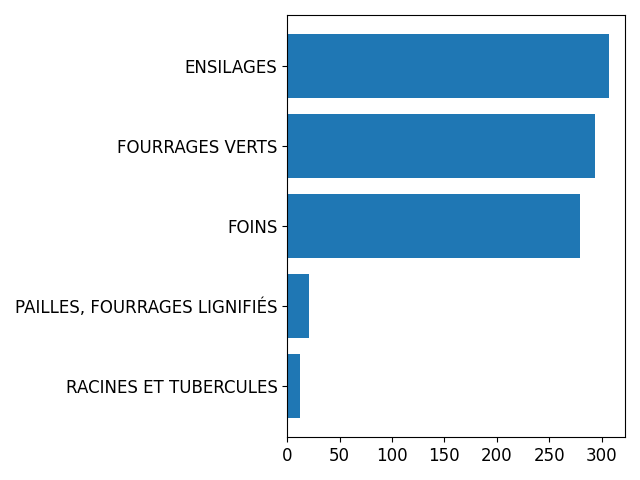 ENSILAGES
FOURRAGES VERTS
FOINS
PAILLES, FOURRAGES LIGNIFIÉS
RACINES ET TUBERCULES
0 50 100 150 200 250 300